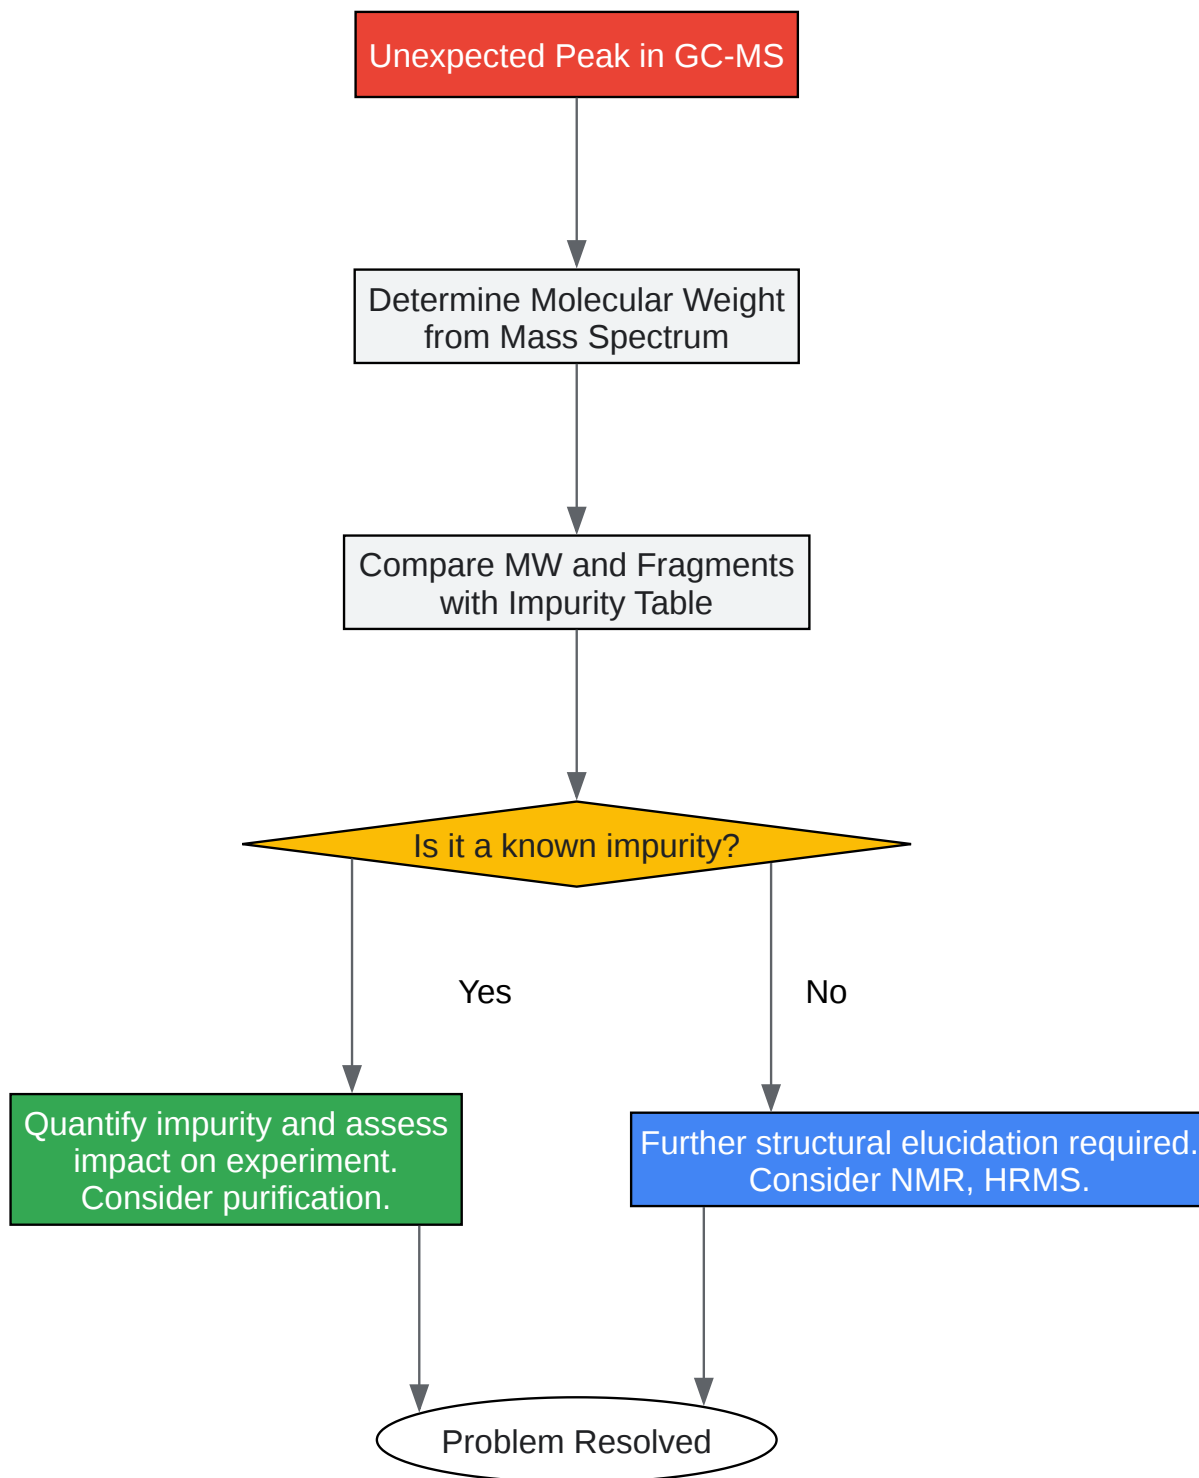 Unexpected Peak in GC-MS
Determine Molecular Weight
from Mass Spectrum
Compare MW and Fragments
with Impurity Table
Is it a known impurity?
Yes
No
Quantify impurity and assess
impact on experiment.
Consider purification.
Further structural elucidation required.
Consider NMR, HRMS.
Problem Resolved